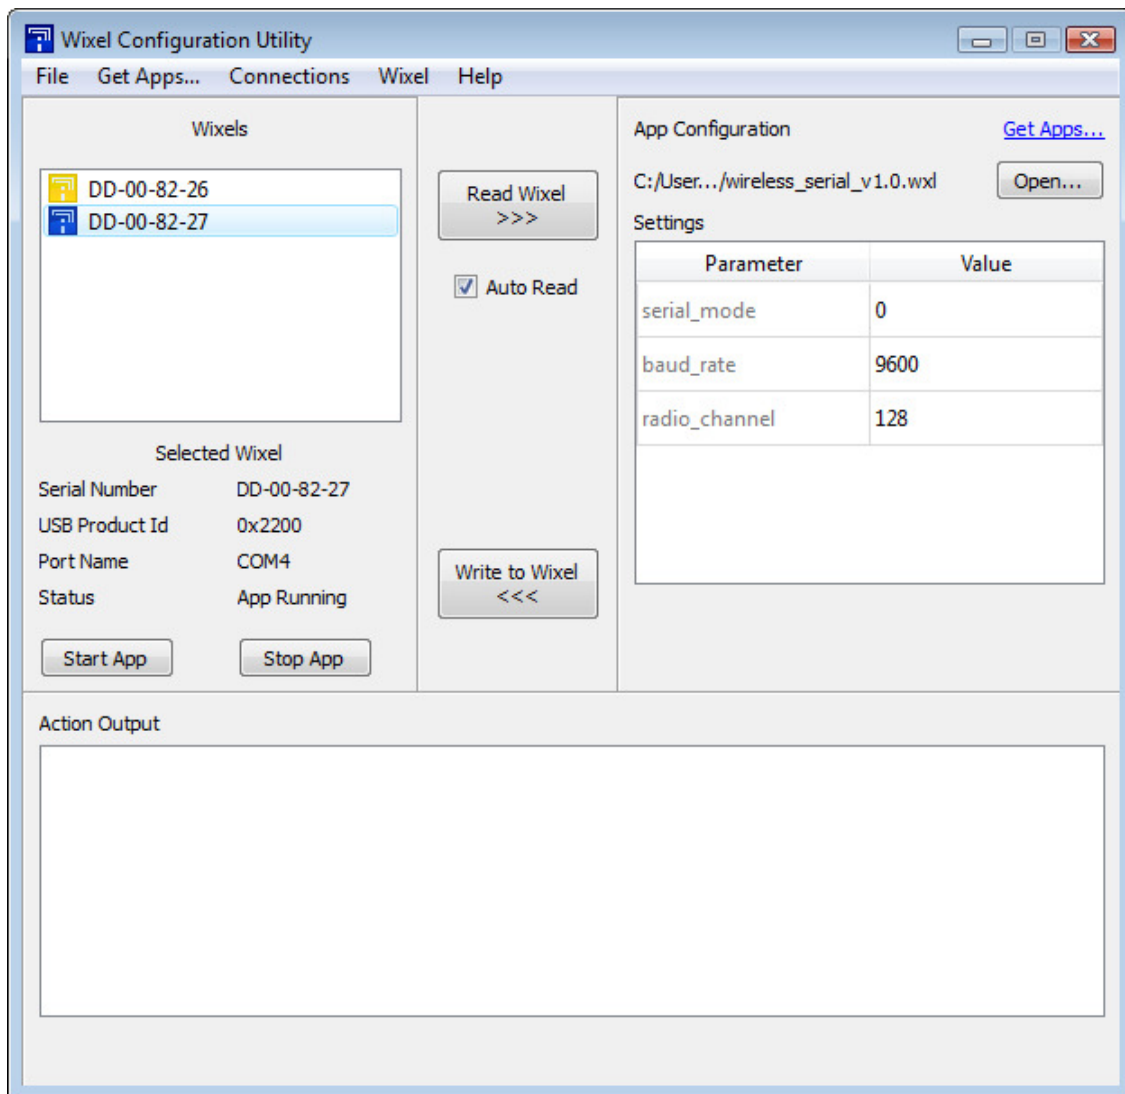 Wixel Configuration Utility
File Get Apps... Connections Wixel Help
Wixels
DD-00-82-26
DD-00-82-27
Selected Wixel
Serial Number DD-00-82-27
USB Product Id 0x2200
Port Name COM4
Status App Running
Start App Stop App
Read Wixel
>>>
Auto Read
Write to Wixel
<<<
App Configuration Get Apps...
C:/User.../wireless_serial_v1.0.wxl Open...
Settings
Parameter Value
serial_mode 0
baud_rate 9600
radio_channel 128
Action Output